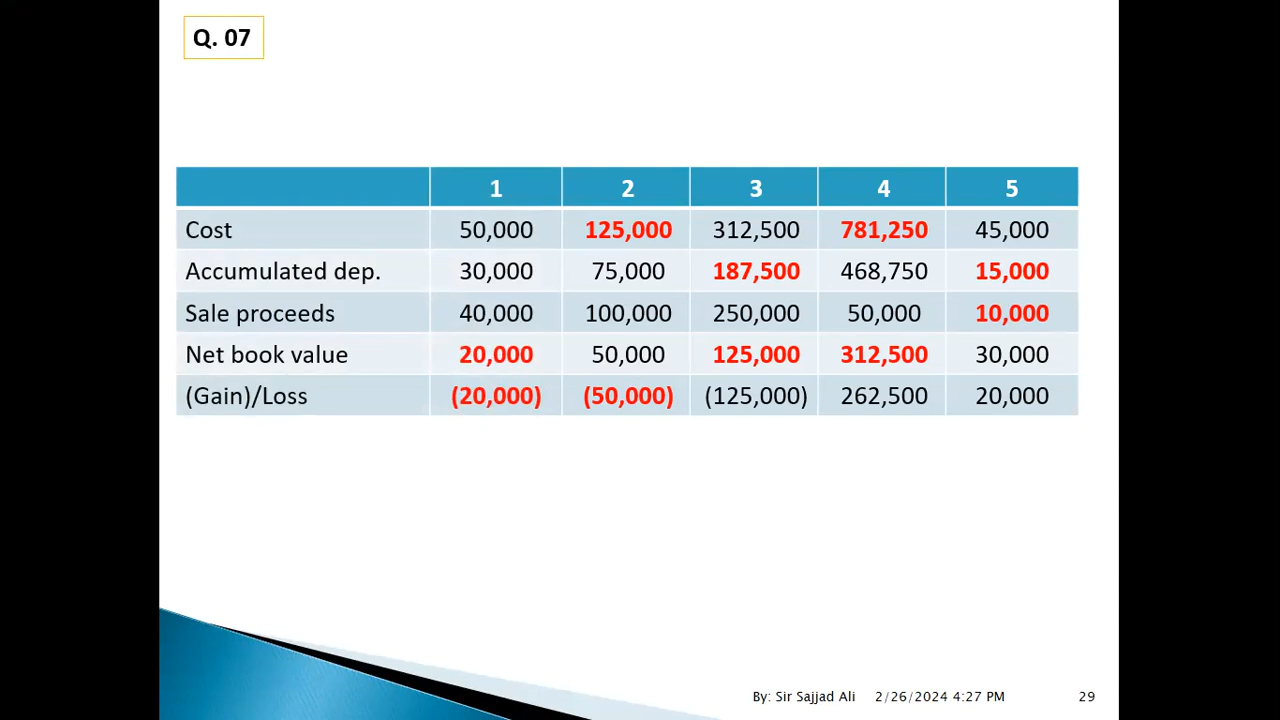 Q. 07
1 2 3 4 5
Cost 50,000 125,000 312,500 781,250 45,000
Accumulated dep. 30,000 75,000 187,500 468,750 15,000
Sale proceeds 40,000 100,000 250,000 50,000 10,000
Net book value 20,000 50,000 125,000 312,500 30,000
(Gain)/Loss (20,000) (50,000) (125,000) 262,500 20,000
By: Sir Sajjad Ali 2/26/2024 4:27 PM 29